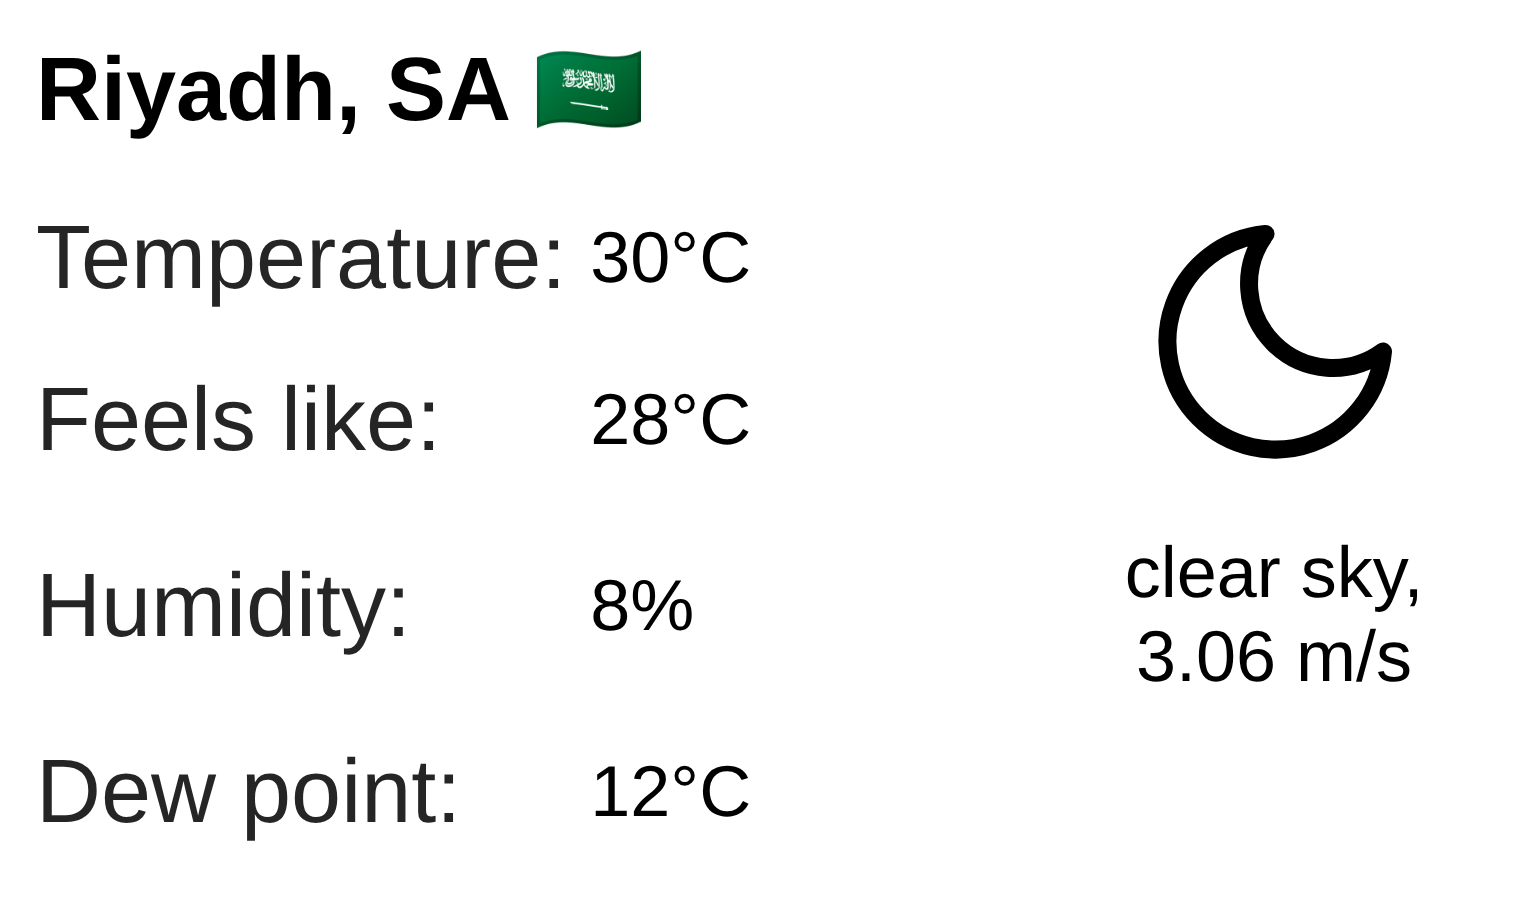 Riyadh, SA 🇸🇦
Temperature: 30°C
Feels like: 28°C
Humidity: 8%
Dew point: 12°C
clear sky,
3.06 m/s